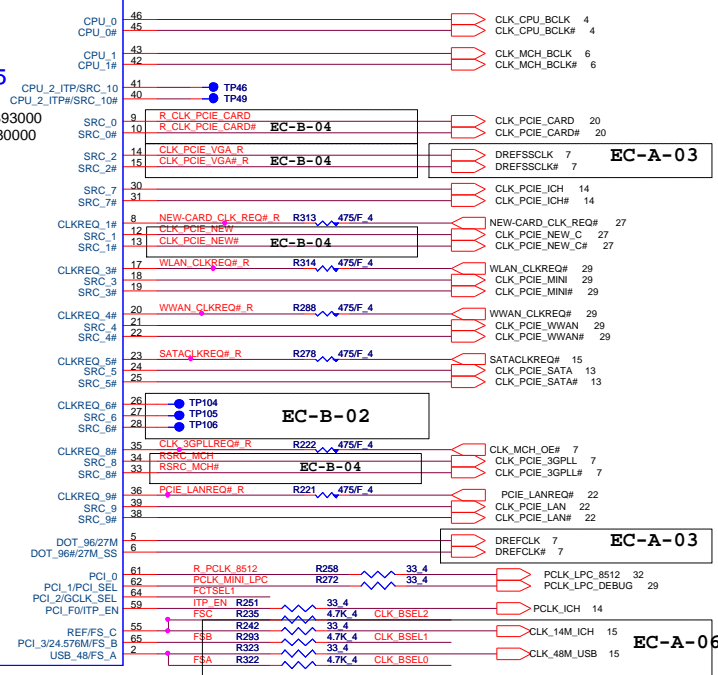 CPU_0 46 CLK_CPU_BCLK 4
CPU_0# 45 CLK_CPU_BCLK# 4
CPU_1 43 CLK_MCH_BCLK 6
CPU_1# 42 CLK_MCH_BCLK# 6
5
CPU_2_ITP/SRC_10 41 TP46
CPU_2_ITP#/SRC_10# 40 TP49
93000
30000
SRC_0 9 R_CLK_PCIE_CARD CLK_PCIE_CARD 20
SRC_0# 10 R_CLK_PCIE_CARD# EC-B-04 CLK_PCIE_CARD# 20
SRC_2 14 CLK_PCIE_VGA_R DREFSSCLK 7 EC-A-03
SRC_2# 15 CLK_PCIE_VGA#_R EC-B-04 DREFSSCLK# 7
SRC_7 30 CLK_PCIE_ICH 14
SRC_7# 31 CLK_PCIE_ICH# 14
CLKREQ_1# 8 NEW-CARD_CLK_REQ#_R R313 475/F_4 NEW-CARD_CLK_REQ# 27
SRC_1 12 CLK_PCIE_NEW CLK_PCIE_NEW_C 27
SRC_1# 13 CLK_PCIE_NEW# EC-B-04 CLK_PCIE_NEW_C# 27
CLKREQ_3# 17 WLAN_CLKREQ#_R R314 475/F_4 WLAN_CLKREQ# 29
SRC_3 18 CLK_PCIE_MINI 29
SRC_3# 19 CLK_PCIE_MINI# 29
CLKREQ_4# 20 WWAN_CLKREQ#_R R288 475/F_4 WWAN_CLKREQ# 29
SRC_4 21 CLK_PCIE_WWAN 29
SRC_4# 22 CLK_PCIE_WWAN# 29
CLKREQ_5# 23 SATACLKREQ#_R R278 475/F_4 SATACLKREQ# 15
SRC_5 24 CLK_PCIE_SATA 13
SRC_5# 25 CLK_PCIE_SATA# 13
CLKREQ_6# 26 TP104
SRC_6 27 TP105 EC-B-02
SRC_6# 28 TP106
CLKREQ_8# 35 CLK_3GPLLREQ#_R R222 475/F_4 CLK_MCH_OE# 7
SRC_8 34 RSRC_MCH CLK_PCIE_3GPLL 7
SRC_8# 33 RSRC_MCH# EC-B-04 CLK_PCIE_3GPLL# 7
CLKREQ_9# 36 PCIE_LANREQ#_R R221 475/F_4 PCIE_LANREQ# 22
SRC_9 39 CLK_PCIE_LAN 22
SRC_9# 38 CLK_PCIE_LAN# 22
DOT_96/27M 5 DREFCLK 7 EC-A-03
DOT_96#/27M_SS 6 DREFCLK# 7
PCI_0 61 R_PCLK_8512 R258 33_4 PCLK_LPC_8512 32
PCI_1/PCI_SEL 62 PCLK_MINI_LPC R272 33_4 PCLK_LPC_DEBUG 29
PCI_2/GCLK_SEL 64 FCTSEL1
PCI_F0/ITP_EN 59 ITP_EN R251 33_4 PCLK_ICH 14
FSC R235 4.7K_4 CLK_BSEL2
REF/FS_C 55 R242 33_4 CLK_14M_ICH 15
PCI_3/24.576M/FS_B 65 FSB R293 4.7K_4 CLK_BSEL1 EC-A-06
USB_48/FS_A 2 R323 33_4 CLK_48M_USB 15
FSA R322 4.7K_4 CLK_BSEL0